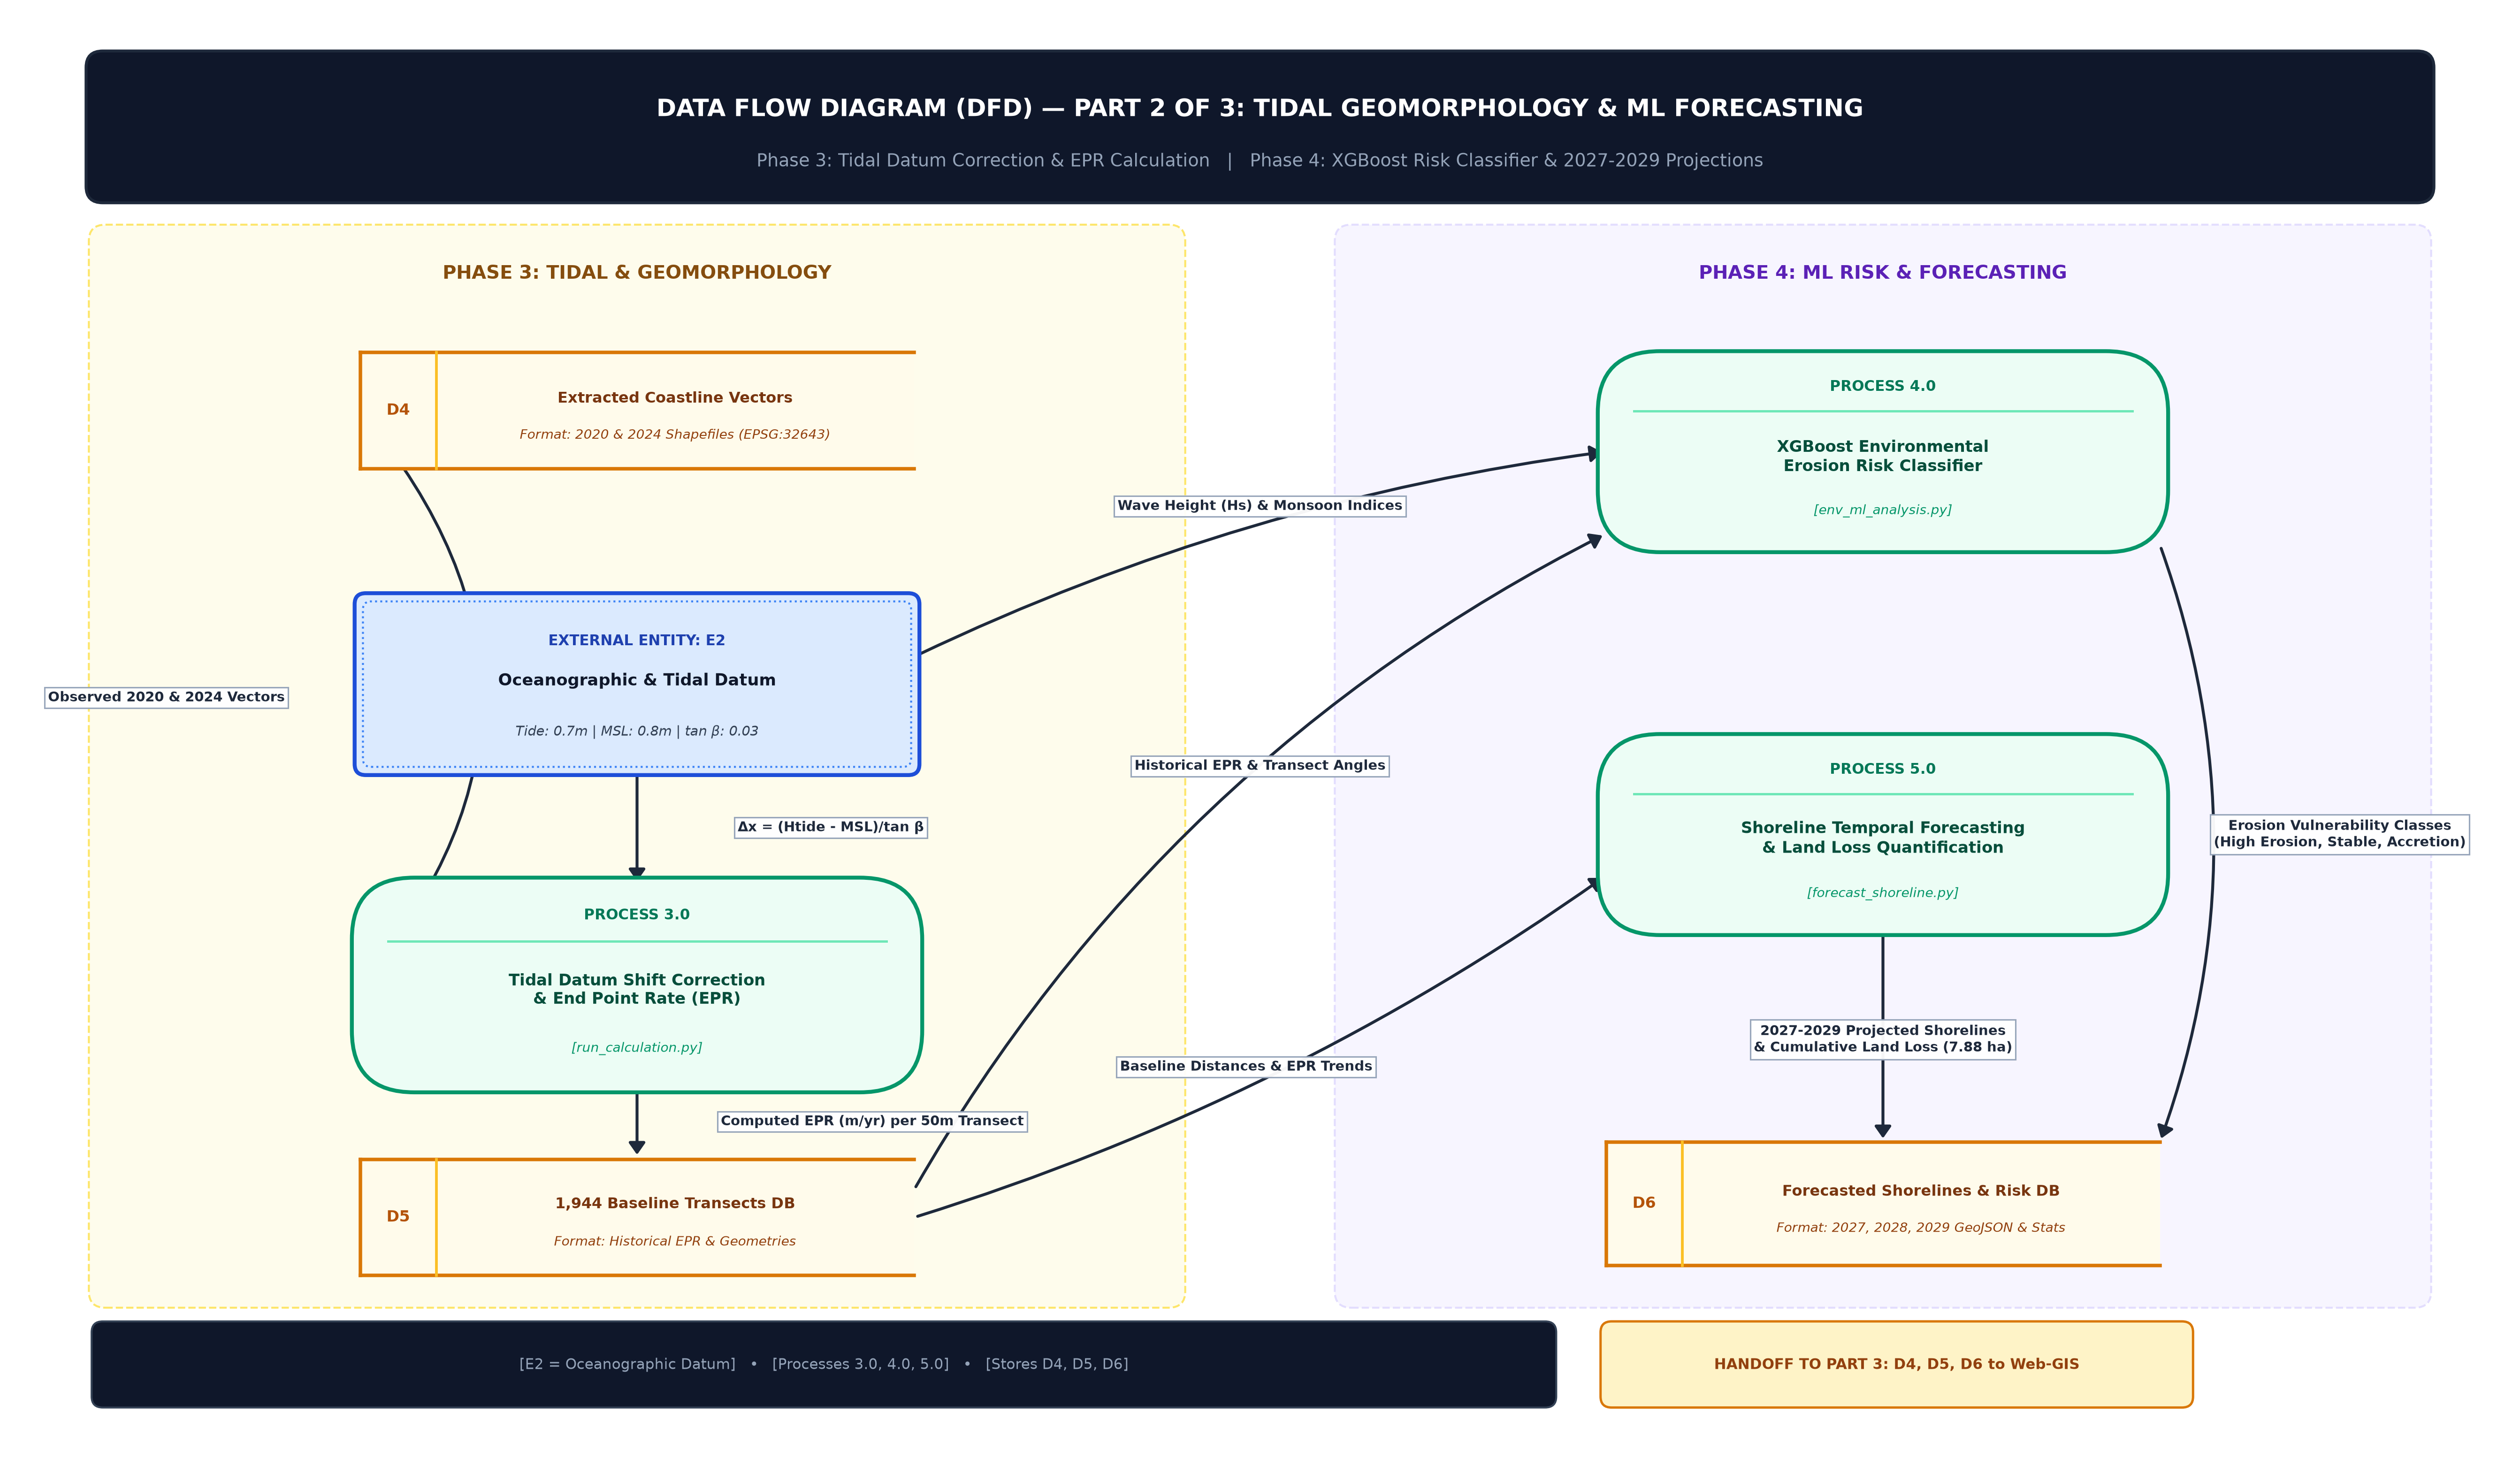 DATA FLOW DIAGRAM (DFD) — PART 2 OF 3: TIDAL GEOMORPHOLOGY & ML FORECASTING
Phase 3: Tidal Datum Correction & EPR Calculation | Phase 4: XGBoost Risk Classifier & 2027-2029 Projections
PHASE 3: TIDAL & GEOMORPHOLOGY
D4
Extracted Coastline Vectors
Format: 2020 & 2024 Shapefiles (EPSG:32643)
EXTERNAL ENTITY: E2
Oceanographic & Tidal Datum
Tide: 0.7m | MSL: 0.8m | tan β: 0.03
Observed 2020 & 2024 Vectors
Δx = (Htide - MSL)/tan β
PROCESS 3.0
Tidal Datum Shift Correction
& End Point Rate (EPR)
[run_calculation.py]
Computed EPR (m/yr) per 50m Transect
D5
1,944 Baseline Transects DB
Format: Historical EPR & Geometries
Wave Height (Hs) & Monsoon Indices
Historical EPR & Transect Angles
Baseline Distances & EPR Trends
PHASE 4: ML RISK & FORECASTING
PROCESS 4.0
XGBoost Environmental
Erosion Risk Classifier
[env_ml_analysis.py]
PROCESS 5.0
Shoreline Temporal Forecasting
& Land Loss Quantification
[forecast_shoreline.py]
Erosion Vulnerability Classes
(High Erosion, Stable, Accretion)
2027-2029 Projected Shorelines
& Cumulative Land Loss (7.88 ha)
D6
Forecasted Shorelines & Risk DB
Format: 2027, 2028, 2029 GeoJSON & Stats
[E2 = Oceanographic Datum] • [Processes 3.0, 4.0, 5.0] • [Stores D4, D5, D6]
HANDOFF TO PART 3: D4, D5, D6 to Web-GIS